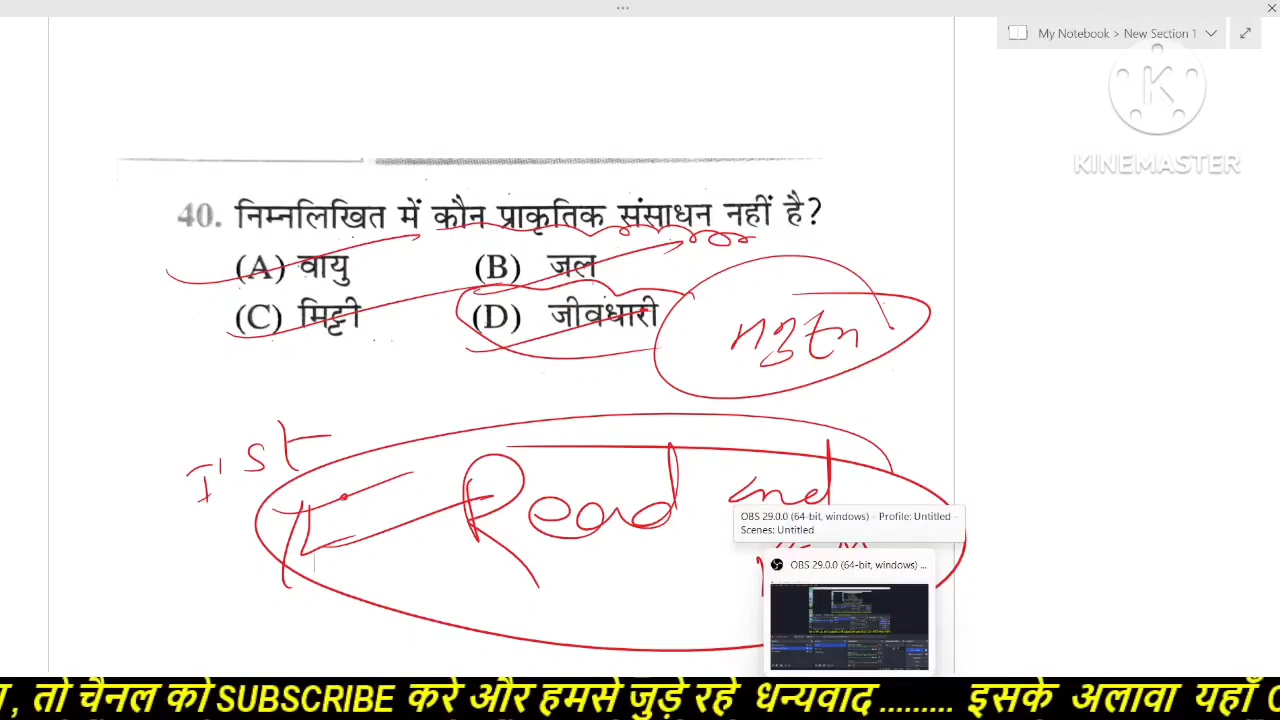 My Notebook > New Section 1
KINEMASTER
40. निम्नलिखित में कौन प्राकृतिक संसाधन नहीं है?
(A) वायु (B) जल
(C) मिट्टी (D) जीवधारी
I'st
Read and
OBS 29.0.0 (64-bit, windows) - Profile: Untitled -
Scenes: Untitled
OBS 29.0.0 (64-bit, windows) ...
, तो चैनल का SUBSCRIBE करे और हमसे जुड़े रहे धन्यवाद ......... इसके अलावा यहाँ